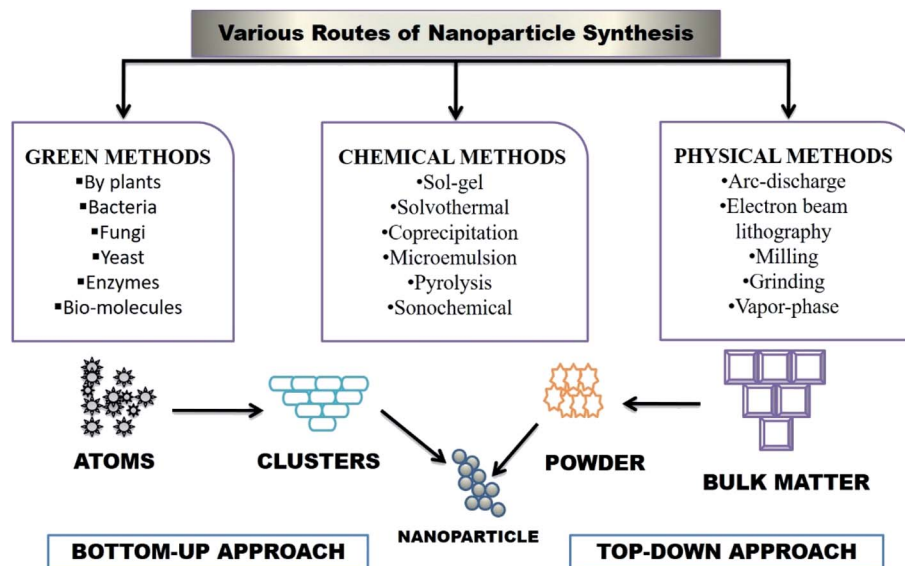 Various Routes of Nanoparticle Synthesis
GREEN METHODS
▪By plants
▪Bacteria
▪Fungi
▪Yeast
▪Enzymes
▪Bio-molecules
CHEMICAL METHODS
•Sol-gel
•Solvothermal
•Coprecipitation
•Microemulsion
•Pyrolysis
•Sonochemical
PHYSICAL METHODS
•Arc-discharge
•Electron beam
lithography
•Milling
•Grinding
•Vapor-phase
ATOMS
CLUSTERS
POWDER
BULK MATTER
NANOPARTICLE
BOTTOM-UP APPROACH
TOP-DOWN APPROACH